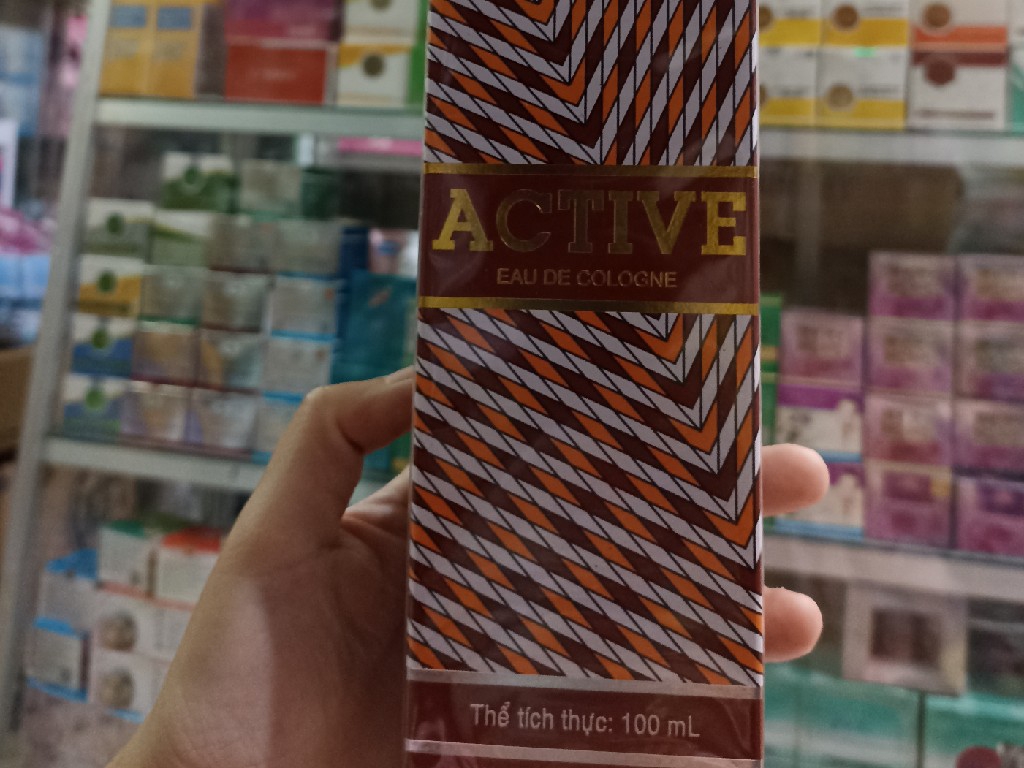 ACTIVE
EAU DE COLOGNE
Thể tích thực: 100 mL